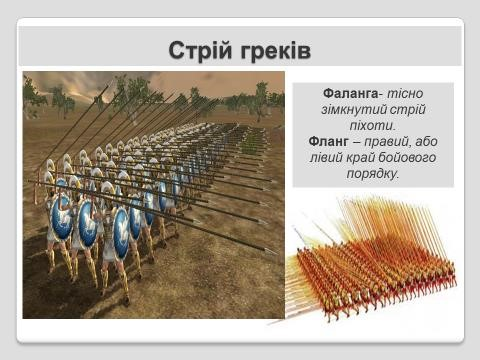 Стрій греків
Фаланга- тісно
зімкнутий стрій
піхоти.
Фланг – правий, або
лівий край бойового
порядку.